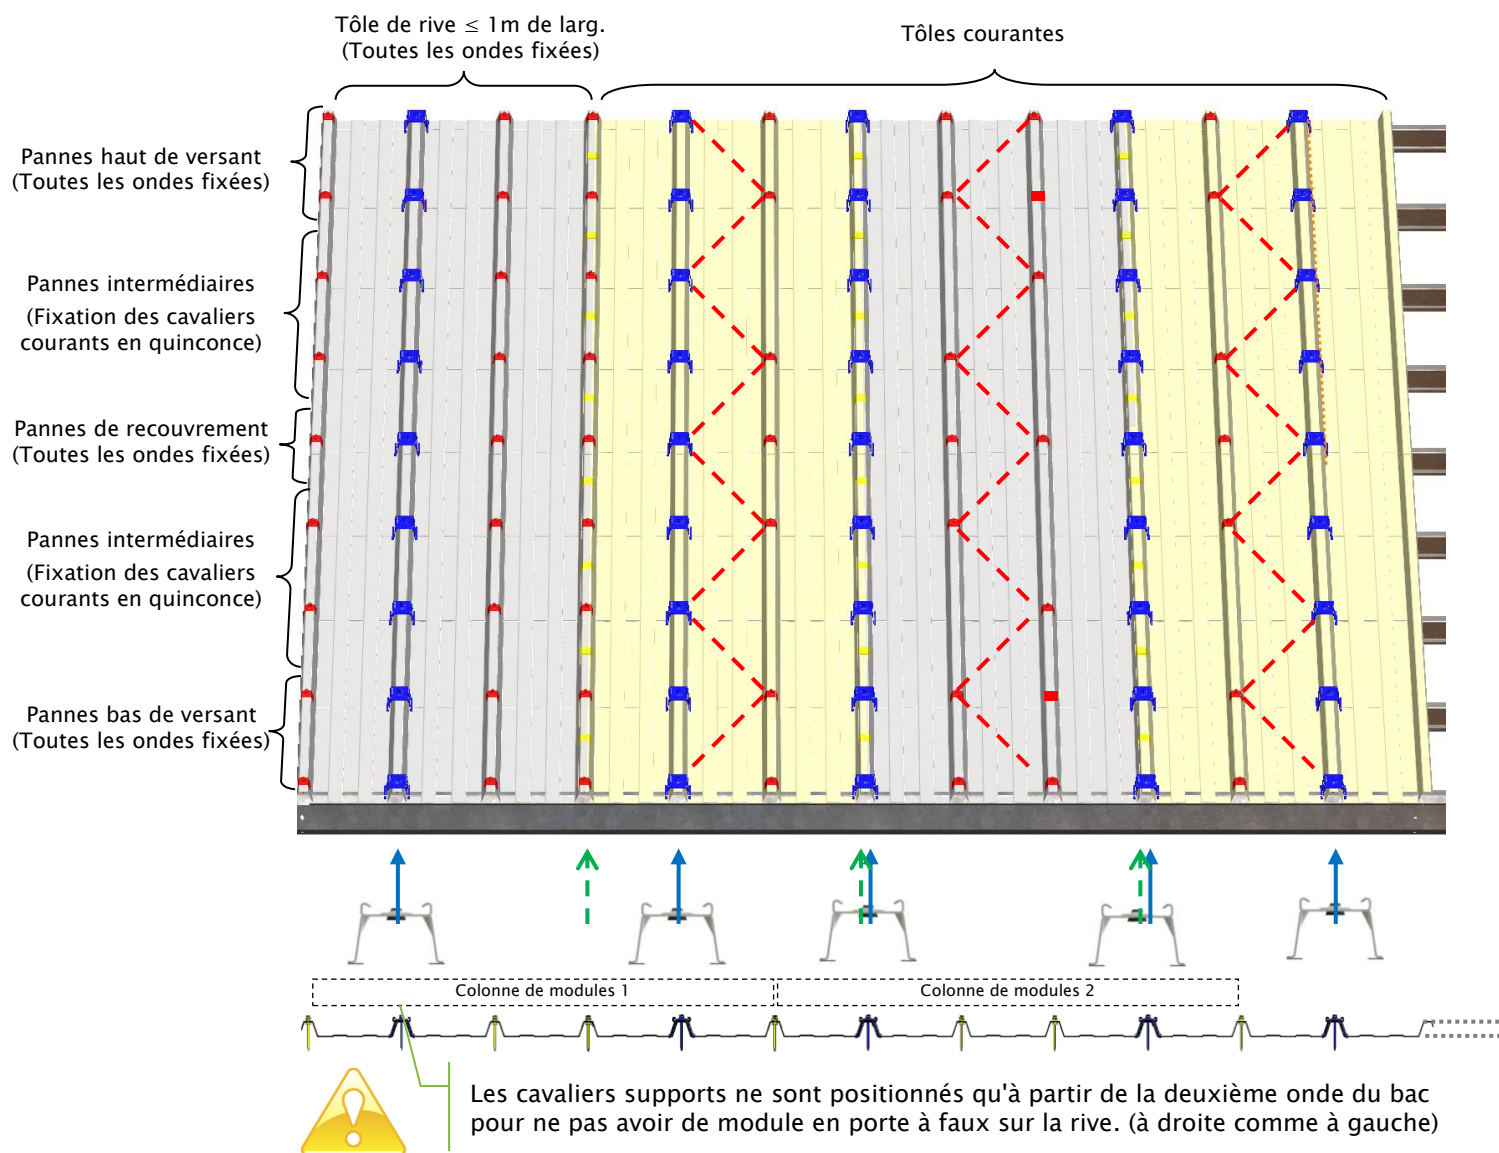 Tôle de rive ≤ 1m de larg.
(Toutes les ondes fixées)
Tôles courantes
Pannes haut de versant
(Toutes les ondes fixées)
Pannes intermédiaires
(Fixation des cavaliers
courants en quinconce)
Pannes de recouvrement
(Toutes les ondes fixées)
Pannes intermédiaires
(Fixation des cavaliers
courants en quinconce)
Pannes bas de versant
(Toutes les ondes fixées)
Colonne de modules 1
Colonne de modules 2
Les cavaliers supports ne sont positionnés qu'à partir de la deuxième onde du bac
pour ne pas avoir de module en porte à faux sur la rive. (à droite comme à gauche)